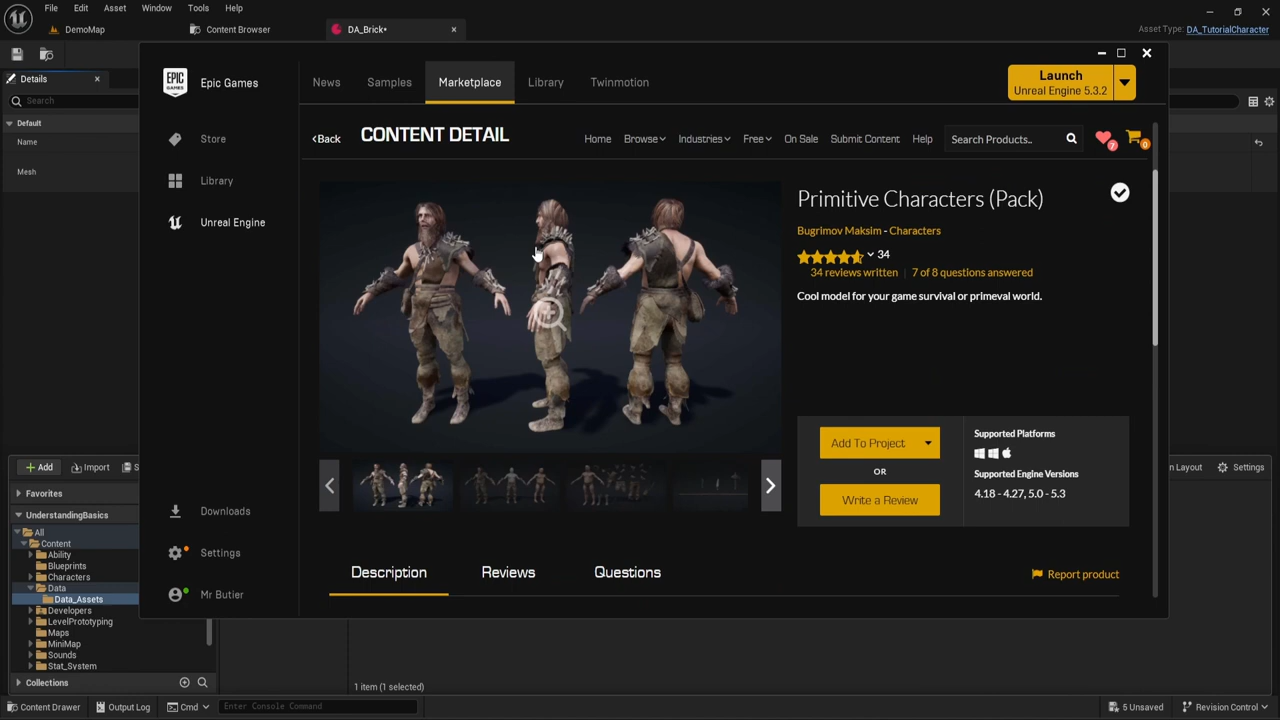 File Edit Asset Window Tools Help
DemoMap
Content Browser
DA_Brick•
Asset Type: DA_TutorialCharacter
Details
Search
Default
Name
Mesh
EPIC GAMES
Epic Games
Store
Library
Unreal Engine
Downloads
Settings
Mr Butier
News Samples Marketplace Library Twinmotion
Launch
Unreal Engine 5.3.2
Back CONTENT DETAIL
Home Browse Industries Free On Sale Submit Content Help Search Products.. 7 0
Primitive Characters (Pack)
Bugrimov Maksim - Characters
34
34 reviews written | 7 of 8 questions answered
Cool model for your game survival or primeval world.
Add To Project
OR
Write a Review
Supported Platforms
Supported Engine Versions
4.18 - 4.27, 5.0 - 5.3
Description Reviews Questions
Report product
+ Add Import S
n Layout Settings
Favorites
UnderstandingBasics
All
Content
Ability
Blueprints
Characters
Data
Data_Assets
Developers
LevelPrototyping
Maps
MiniMap
Sounds
Stat_System
Collections
1 item (1 selected)
Content Drawer Output Log Cmd Enter Console Command
5 Unsaved Revision Control